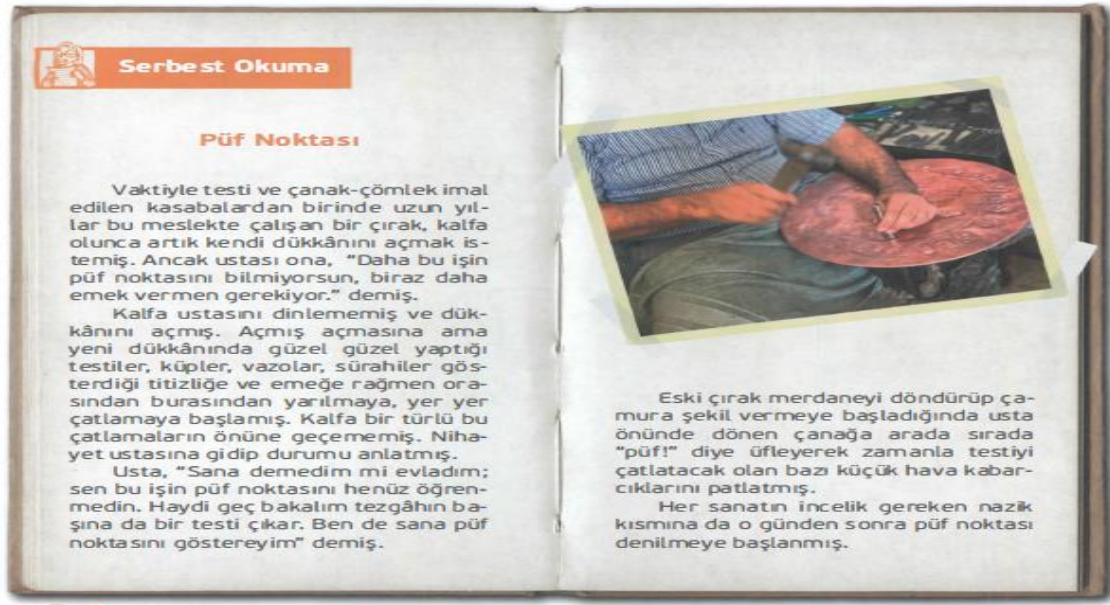 Serbest Okuma
Püf Noktası
Vaktiyle testi ve çanak-çömlek imal
edilen kasabalardan birinde uzun yıl-
lar bu meslekte çalışan bir çırak, kalfa
olunca artık kendi dükkânını açmak is-
temiş. Ancak ustası ona, "Daha bu işin
püf noktasını bilmiyorsun, biraz daha
emek vermen gerekiyor." demiş.
Kalfa ustasını dinlememiş ve dük-
kânını açmış. Açmış açmasına ama
yeni dükkânında güzel güzel yaptığı
testiler, küpler, vazolar, sürahiler gös-
terdiği titizliğe ve emeğe rağmen ora-
sından burasından yarılmaya, yer yer
çatlamaya başlamış. Kalfa bir türlü bu
çatlamaların önüne geçememiş. Niha-
yet ustasına gidip durumu anlatmış.
Usta, "Sana demedim mi evladım;
sen bu işin püf noktasını henüz öğren-
medin. Haydi geç bakalım tezgâhın ba-
şına da bir testi çıkar. Ben de sana püf
noktasını göstereyim" demiş.
Eski çırak merdaneyi döndürüp ça-
mura şekil vermeye başladığında usta
önünde dönen çanağa arada sırada
"püf!" diye üfleyerek zamanla testiyi
çatlatacak olan bazı küçük hava kabar-
cıklarını patlatmış.
Her sanatın incelik gereken nazik
kısmına da o günden sonra püf noktası
denilmeye başlanmış.